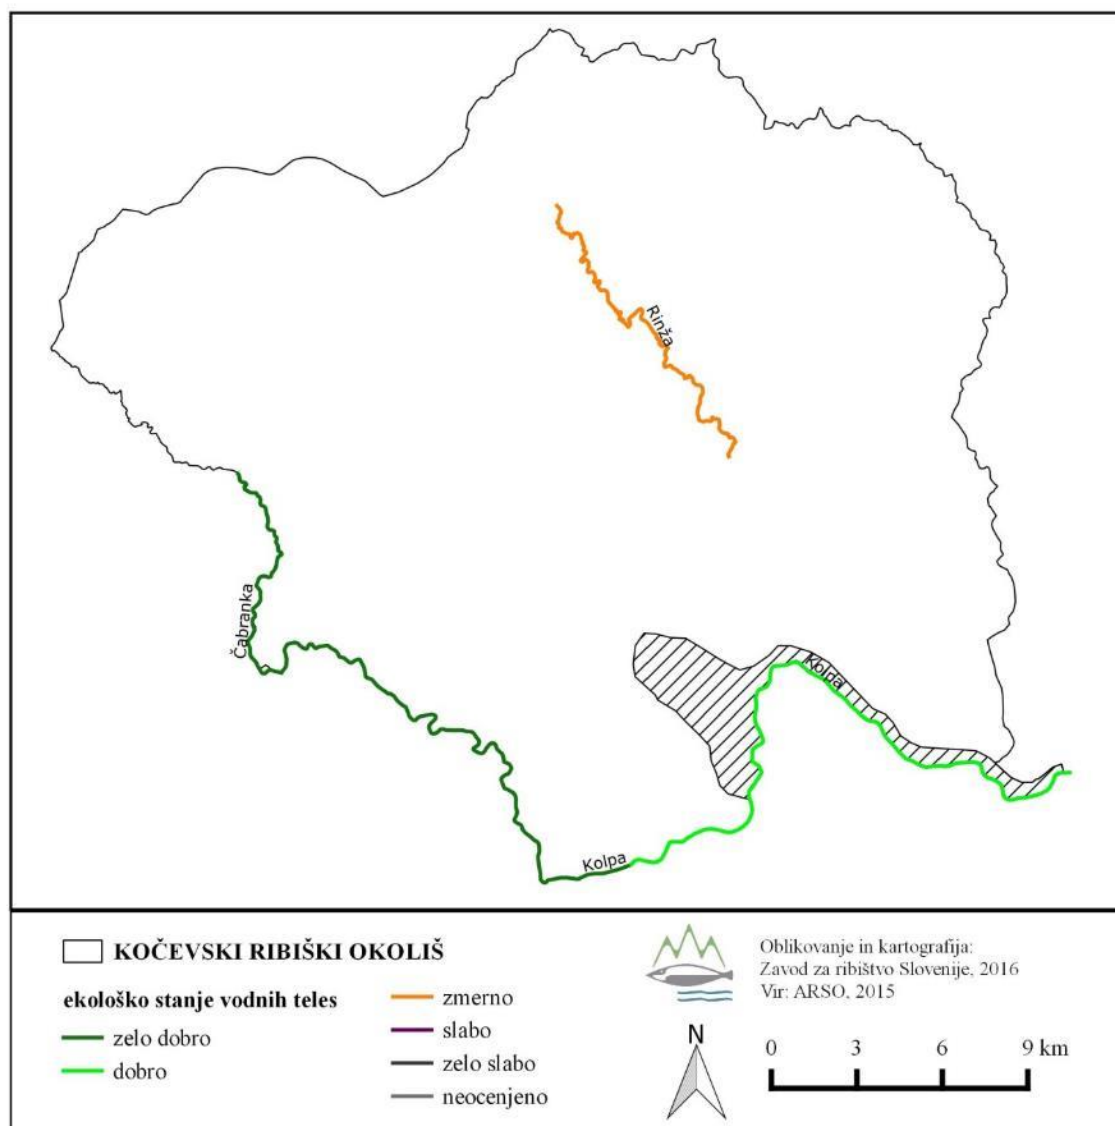 Rinža
Čabranka
Kolpa
Kolpa
KOČEVSKI RIBIŠKI OKOLIŠ
ekološko stanje vodnih teles
zelo dobro
dobro
zmerno
slabo
zelo slabo
neocenjeno
Oblikovanje in kartografija:
Zavod za ribištvo Slovenije, 2016
Vir: ARSO, 2015
N
0 3 6 9 km